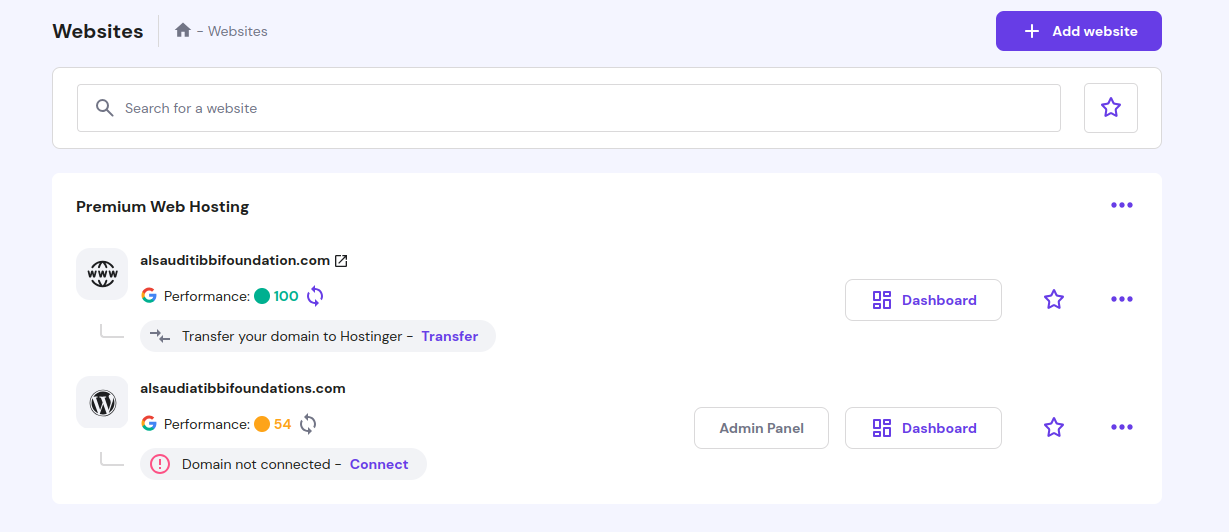 Websites
- Websites
Add website
Search for a website
Premium Web Hosting
www
alsauditibbifoundation.com
Performance: 100
Dashboard
Transfer your domain to Hostinger - Transfer
alsaudiatibbifoundations.com
Performance: 54
Admin Panel
Dashboard
Domain not connected - Connect